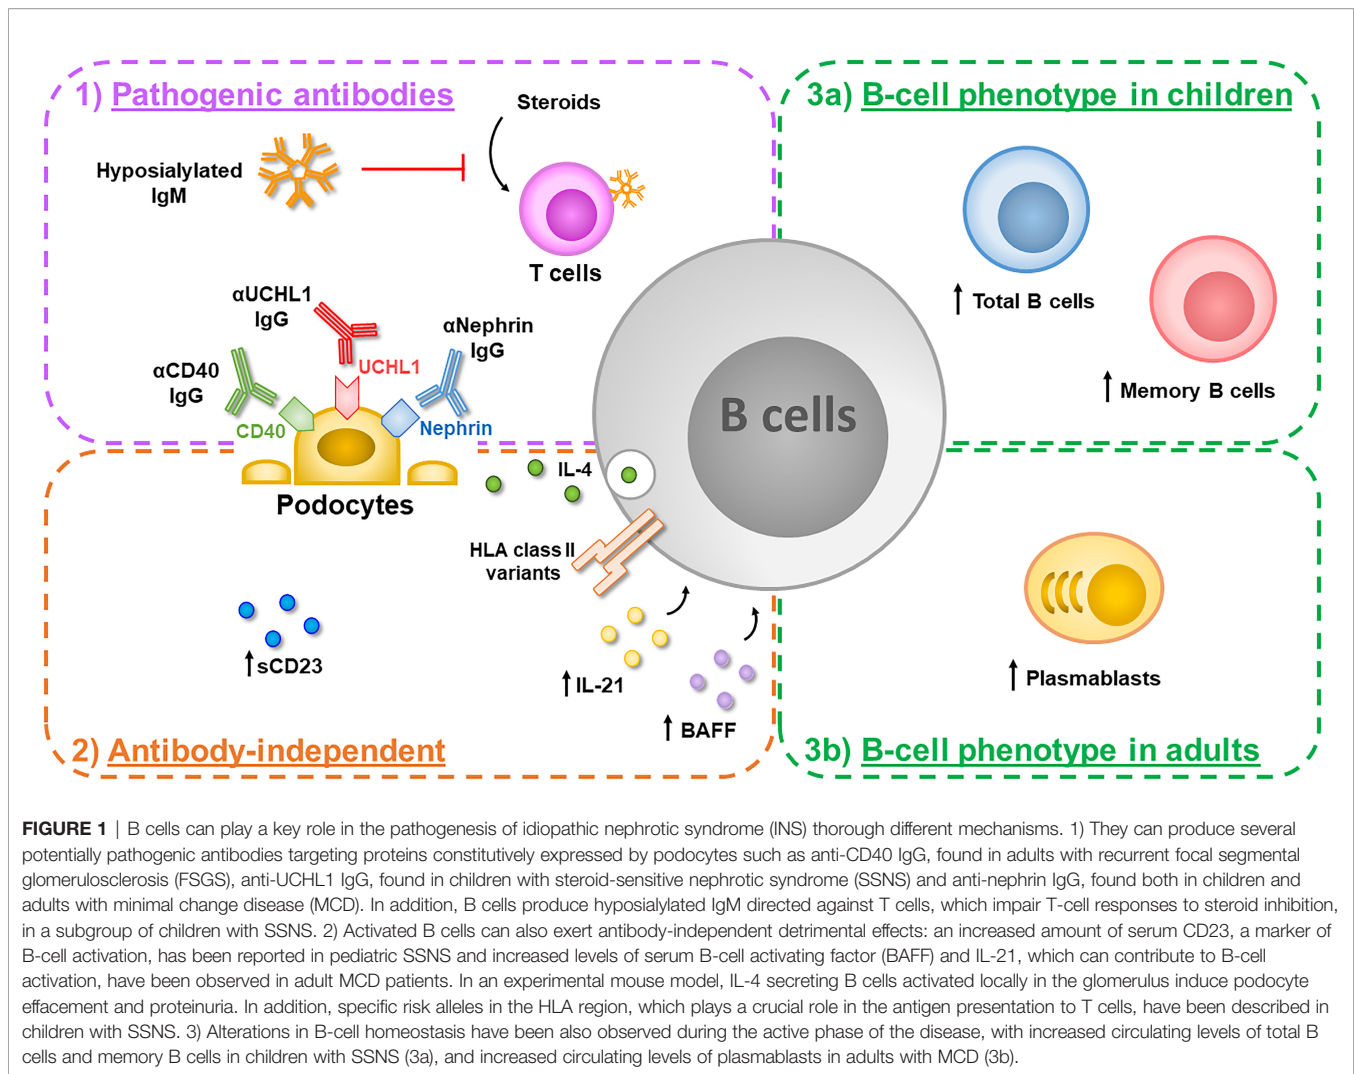 1) Pathogenic antibodies
Steroids
Hyposialylated
IgM
T cells
αUCHL1
IgG
αNephrin
IgG
αCD40
IgG
UCHL1
CD40
Nephrin
Podocytes
3a) B-cell phenotype in children
Total B cells
Memory B cells
B cells
IL-4
HLA class II
variants
sCD23
IL-21
BAFF
2) Antibody-independent
Plasmablasts
3b) B-cell phenotype in adults
FIGURE 1 | B cells can play a key role in the pathogenesis of idiopathic nephrotic syndrome (INS) thorough different mechanisms. 1) They can produce several
potentially pathogenic antibodies targeting proteins constitutively expressed by podocytes such as anti-CD40 IgG, found in adults with recurrent focal segmental
glomerulosclerosis (FSGS), anti-UCHL1 IgG, found in children with steroid-sensitive nephrotic syndrome (SSNS) and anti-nephrin IgG, found both in children and
adults with minimal change disease (MCD). In addition, B cells produce hyposialylated IgM directed against T cells, which impair T-cell responses to steroid inhibition,
in a subgroup of children with SSNS. 2) Activated B cells can also exert antibody-independent detrimental effects: an increased amount of serum CD23, a marker of
B-cell activation, has been reported in pediatric SSNS and increased levels of serum B-cell activating factor (BAFF) and IL-21, which can contribute to B-cell
activation, have been observed in adult MCD patients. In an experimental mouse model, IL-4 secreting B cells activated locally in the glomerulus induce podocyte
effacement and proteinuria. In addition, specific risk alleles in the HLA region, which plays a crucial role in the antigen presentation to T cells, have been described in
children with SSNS. 3) Alterations in B-cell homeostasis have been also observed during the active phase of the disease, with increased circulating levels of total B
cells and memory B cells in children with SSNS (3a), and increased circulating levels of plasmablasts in adults with MCD (3b).